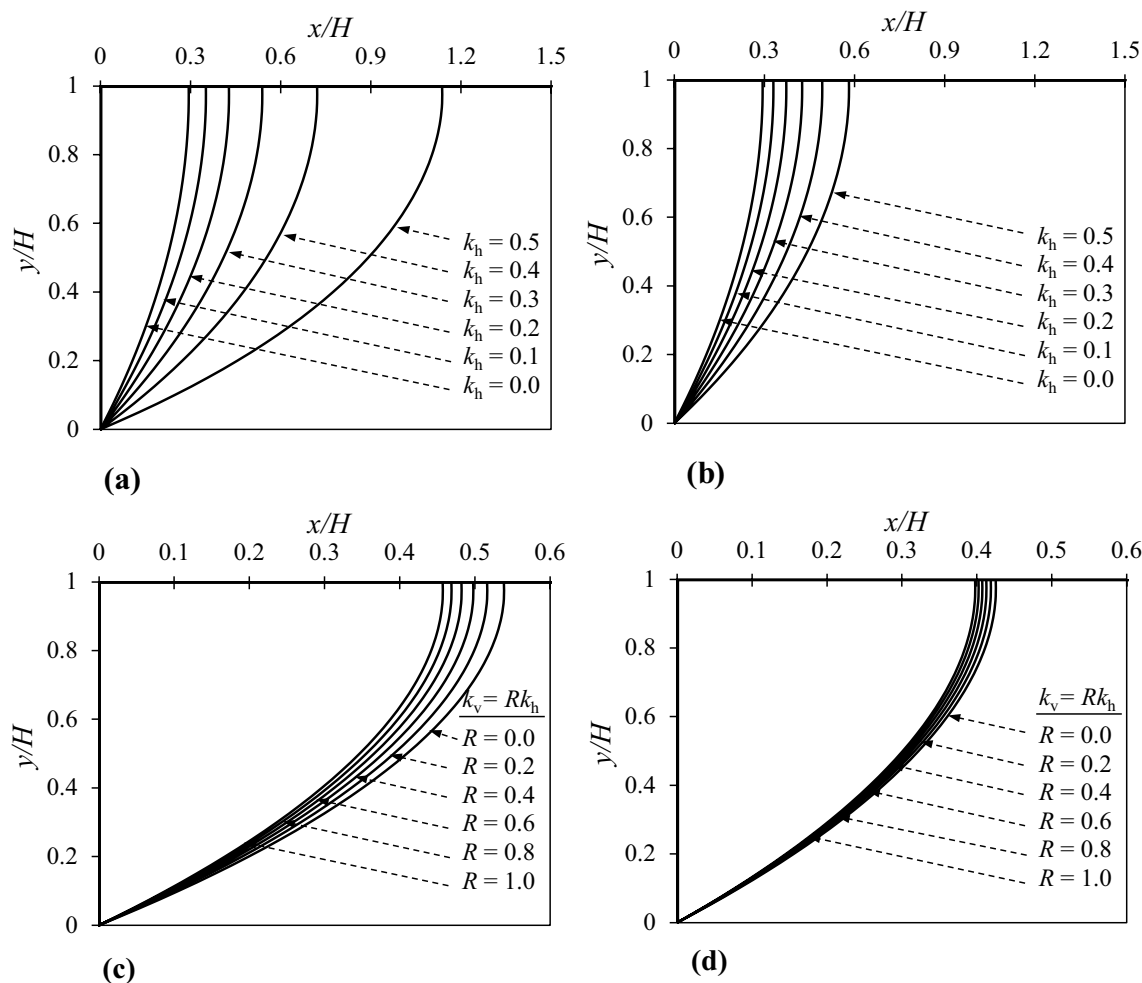 x/H
0 0.3 0.6 0.9 1.2 1.5
1
0.8
0.6
0.4
0.2
0
y/H
kh = 0.5
kh = 0.4
kh = 0.3
kh = 0.2
kh = 0.1
kh = 0.0
(a)
x/H
0 0.3 0.6 0.9 1.2 1.5
1
0.8
0.6
0.4
0.2
0
y/H
kh = 0.5
kh = 0.4
kh = 0.3
kh = 0.2
kh = 0.1
kh = 0.0
(b)
x/H
0 0.1 0.2 0.3 0.4 0.5 0.6
1
0.8
0.6
0.4
0.2
0
y/H
kv = Rkh
R = 0.0
R = 0.2
R = 0.4
R = 0.6
R = 0.8
R = 1.0
(c)
x/H
0 0.1 0.2 0.3 0.4 0.5 0.6
1
0.8
0.6
0.4
0.2
0
y/H
kv = Rkh
R = 0.0
R = 0.2
R = 0.4
R = 0.6
R = 0.8
R = 1.0
(d)